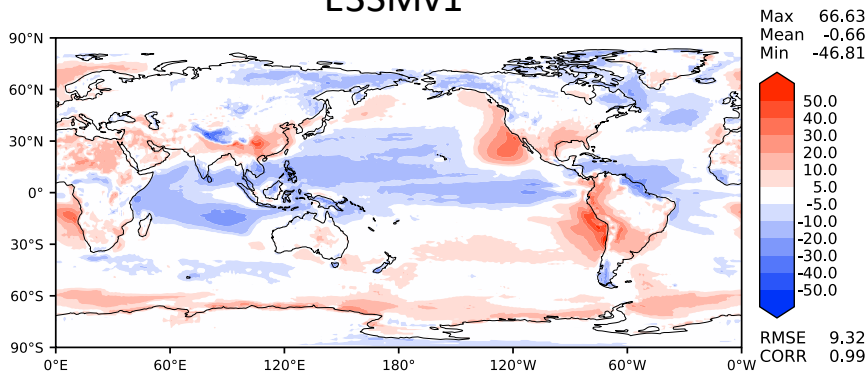 E3SMv1
Max 66.63
Mean -0.66
Min -46.81
90°N
60°N
30°N
0°
30°S
60°S
90°S
0°E
60°E
120°E
180°
120°W
60°W
0°W
50.0
40.0
30.0
20.0
10.0
5.0
-5.0
-10.0
-20.0
-30.0
-40.0
-50.0
RMSE 9.32
CORR 0.99